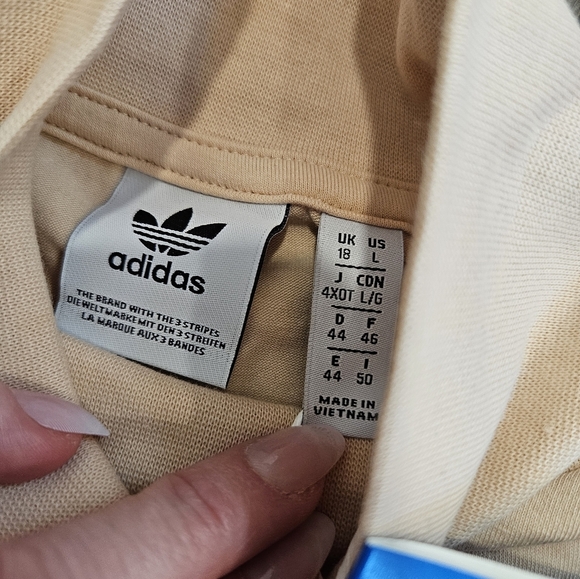 adidas
THE BRAND WITH THE 3 STRIPES
DIE WELTMARKE MIT DEN 3 STREIFEN
LA MARQUE AUX 3 BANDES
UK US
18 L
J CDN
4XOT L/G
D F
44 46
E I
44 50
MADE IN
VIETNAM